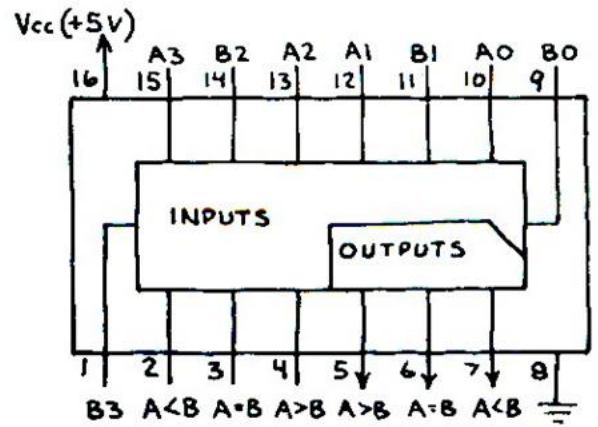 Vcc (+5V)
A3 B2 A2 A1 B1 A0 B0
16 15 14 13 12 11 10 9
INPUTS
OUTPUTS
1 2 3 4 5 6 7 8
B3 A<B A=B A>B A>B A=B A<B